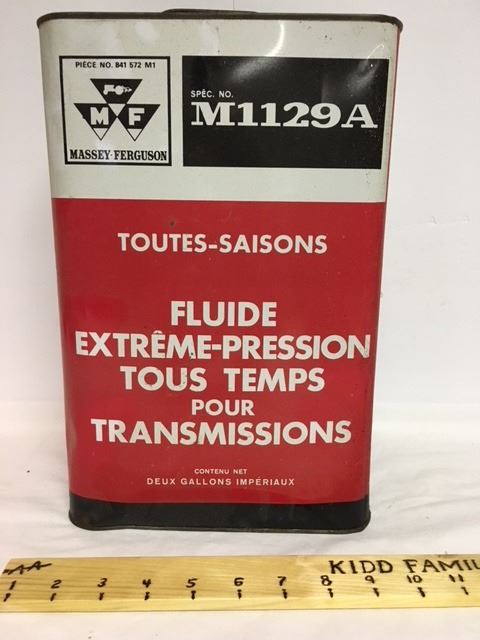 PIÈCE NO. 841 572 M1
MF
MASSEY-FERGUSON
SPÉC. NO.
M1129A
TOUTES-SAISONS
FLUIDE
EXTRÊME-PRESSION
TOUS TEMPS
POUR
TRANSMISSIONS
CONTENU NET
DEUX GALLONS IMPÉRIAUX
KIDD FAMIL
1 2 3 4 5 6 7 8 9 10 11